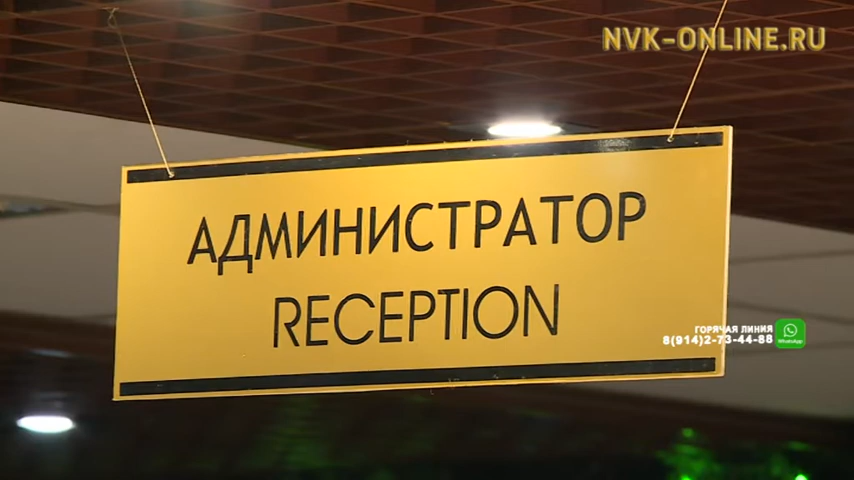 NVK-ONLINE.RU
АДМИНИСТРАТОР
RECEPTION
ГОРЯЧАЯ ЛИНИЯ
8(914)2-73-44-88
WhatsApp